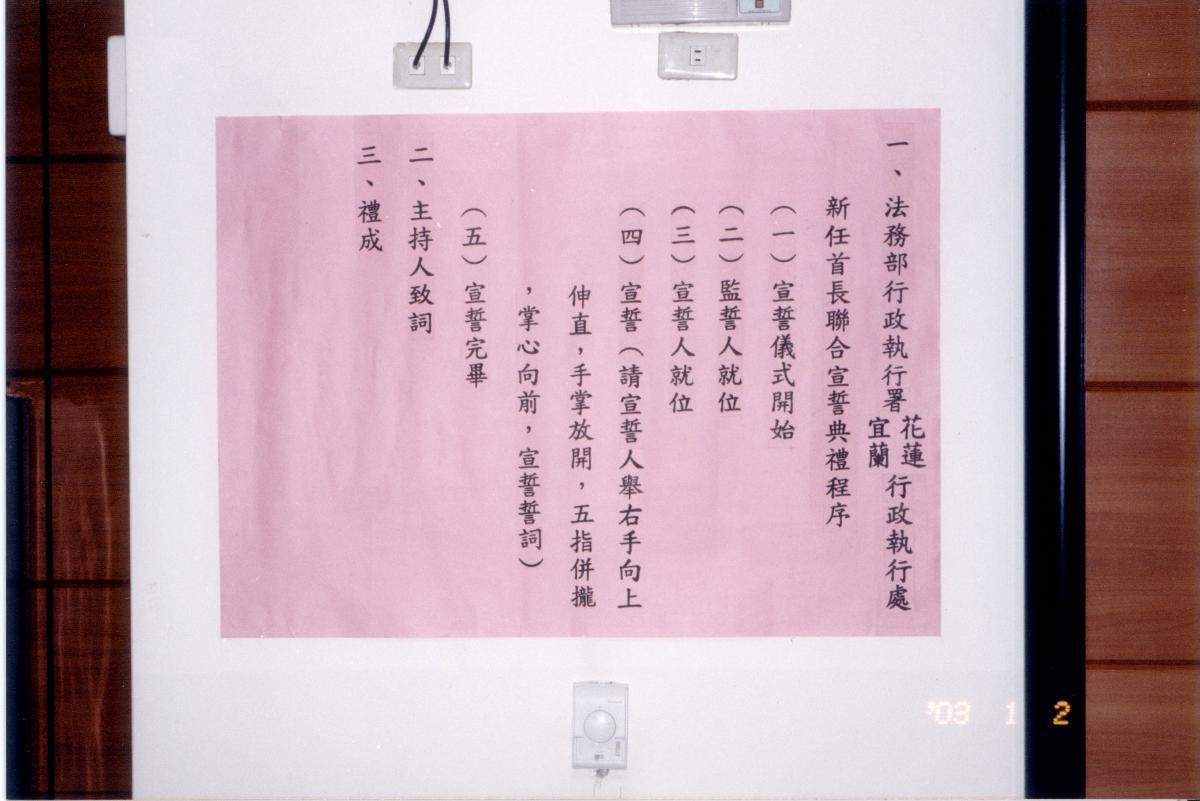 一、法務部行政執行署花蓮宜蘭行政執行處
新任首長聯合宣誓典禮程序
（一）宣誓儀式開始
（二）監誓人就位
（三）宣誓人就位
（四）宣誓（請宣誓人舉右手向上
伸直，手掌放開，五指併攏
，掌心向前，宣誓誓詞）
（五）宣誓完畢
二、主持人致詞
三、禮成
'03 1 2